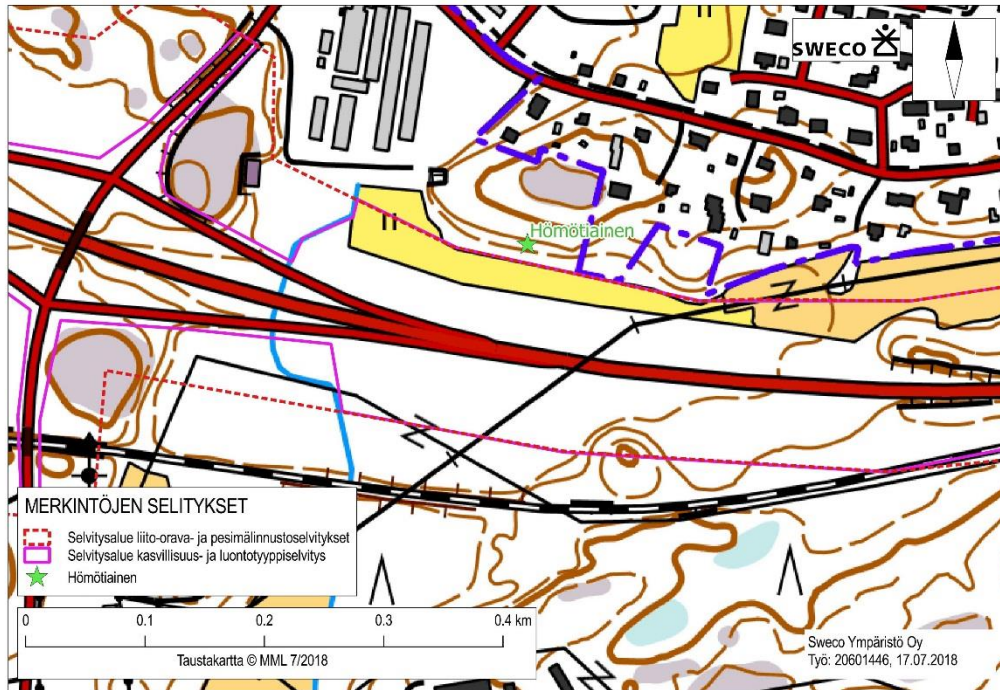 SWECO
Hömötiainen
MERKINTÖJEN SELITYKSET
Selvitysalue liito-orava- ja pesimälinnustoselvitykset
Selvitysalue kasvillisuus- ja luontotyyppiselvitys
Hömötiainen
0 0.1 0.2 0.3 0.4 km
Taustakartta © MML 7/2018
Sweco Ympäristö Oy
Työ: 20601446, 17.07.2018